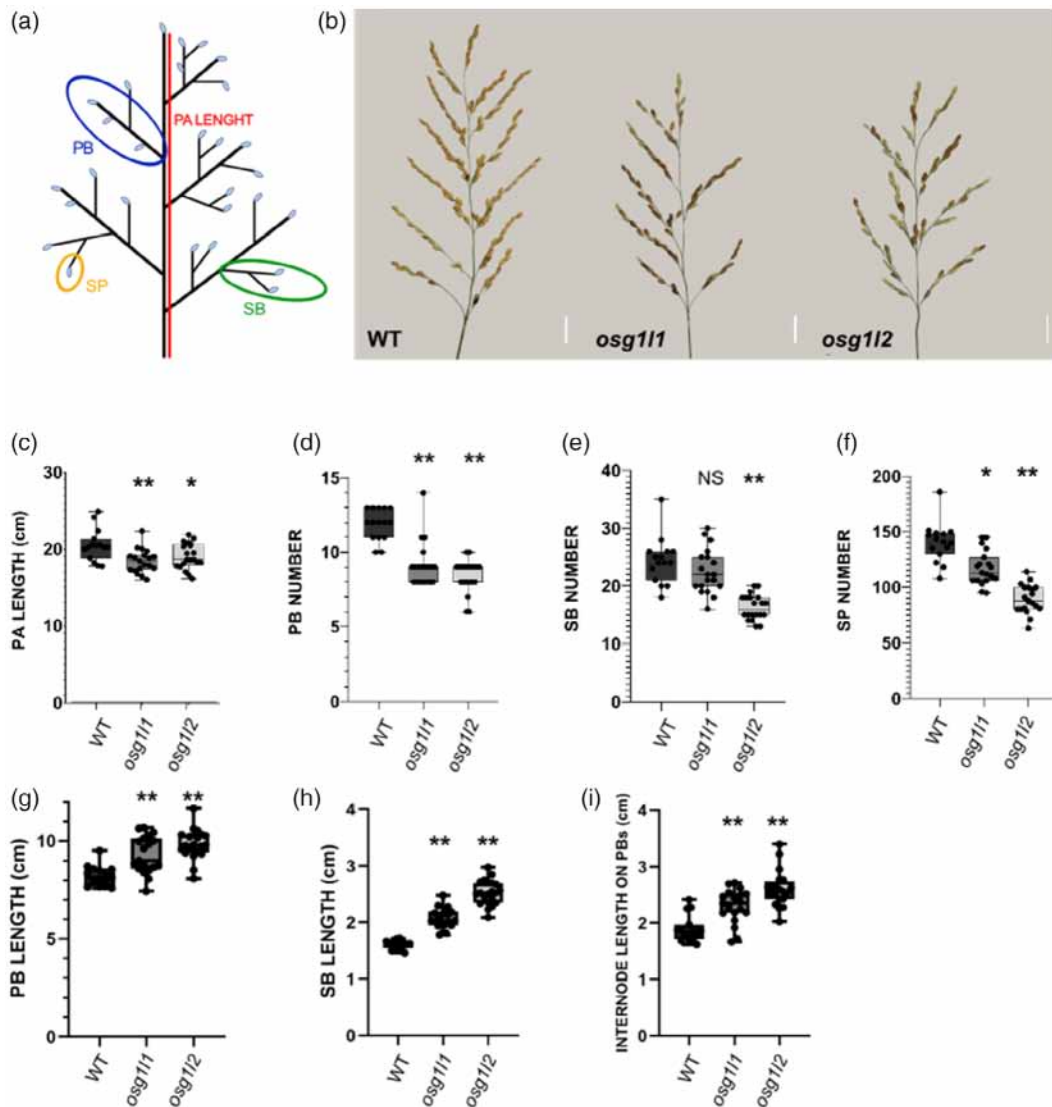 (a)
PA LENGHT
PB
SP
SB
(b)
WT
osg1l1
osg1l2
(c)
PA LENGTH (cm)
30
20
10
0
**
*
WT
osg1l1
osg1l2
(d)
PB NUMBER
15
10
5
0
**
**
WT
osg1l1
osg1l2
(e)
SB NUMBER
40
30
20
10
0
NS
**
WT
osg1l1
osg1l2
(f)
SP NUMBER
200
150
100
50
0
*
**
WT
osg1l1
osg1l2
(g)
PB LENGTH (cm)
10
5
0
**
**
WT
osg1l1
osg1l2
(h)
SB LENGTH (cm)
4
3
2
1
0
**
**
WT
osg1l1
osg1l2
(i)
INTERNODE LENGTH ON PBs (cm)
4
3
2
1
0
**
**
WT
osg1l1
osg1l2